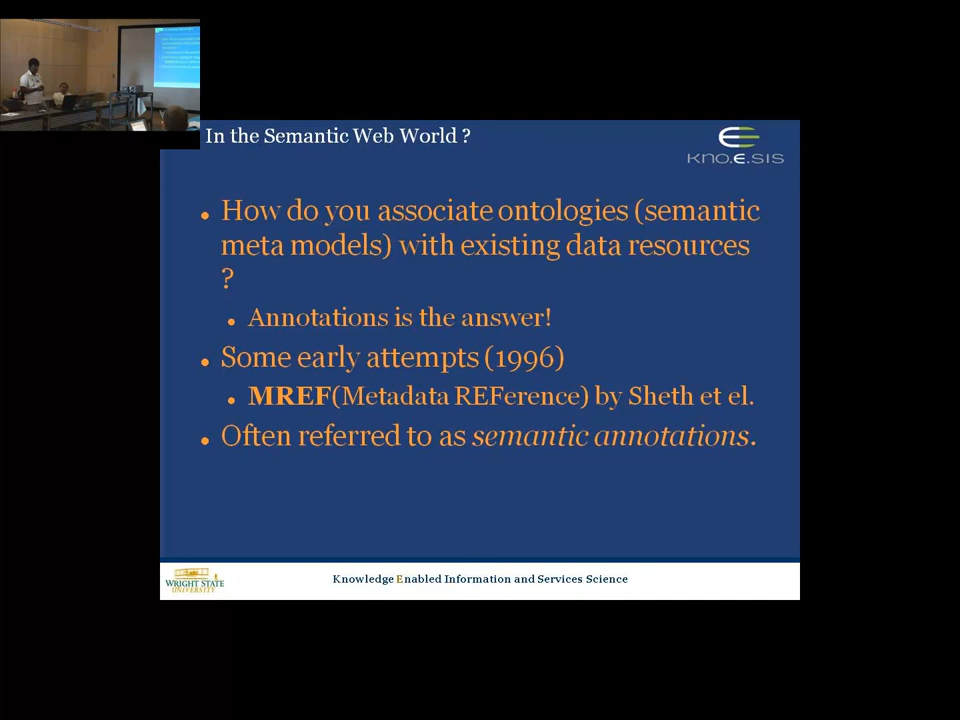 In the Semantic Web World ?
kno.e.sis
How do you associate ontologies (semantic
meta models) with existing data resources
?
Annotations is the answer!
Some early attempts (1996)
MREF(Metadata REFerence) by Sheth et el.
Often referred to as semantic annotations.
WRIGHT STATE
UNIVERSITY
Knowledge Enabled Information and Services Science